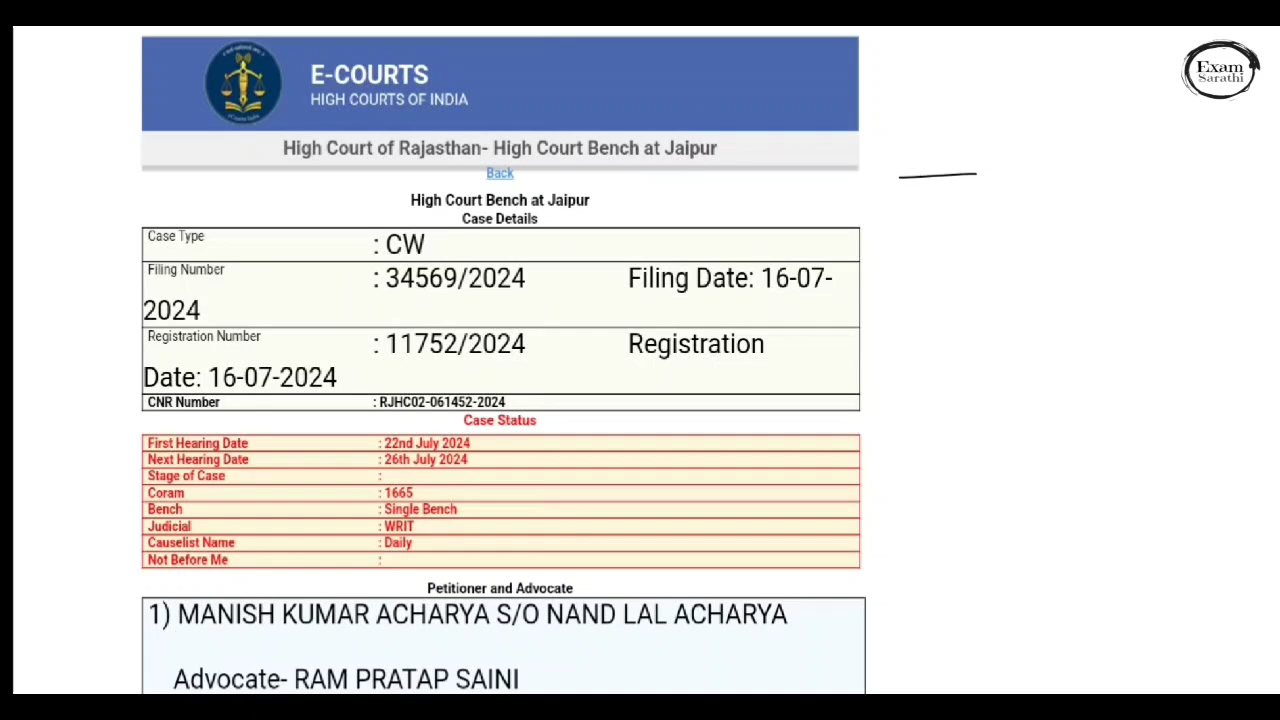 E-COURTS
HIGH COURTS OF INDIA
Exam
Sarathi
High Court of Rajasthan- High Court Bench at Jaipur
Back
High Court Bench at Jaipur
Case Details
Case Type : CW
Filing Number : 34569/2024 Filing Date: 16-07-
2024
Registration Number : 11752/2024 Registration
Date: 16-07-2024
CNR Number : RJHC02-061452-2024
Case Status
First Hearing Date : 22nd July 2024
Next Hearing Date : 26th July 2024
Stage of Case :
Coram : 1665
Bench : Single Bench
Judicial : WRIT
Causelist Name : Daily
Not Before Me :
Petitioner and Advocate
1) MANISH KUMAR ACHARYA S/O NAND LAL ACHARYA
Advocate- RAM PRATAP SAINI